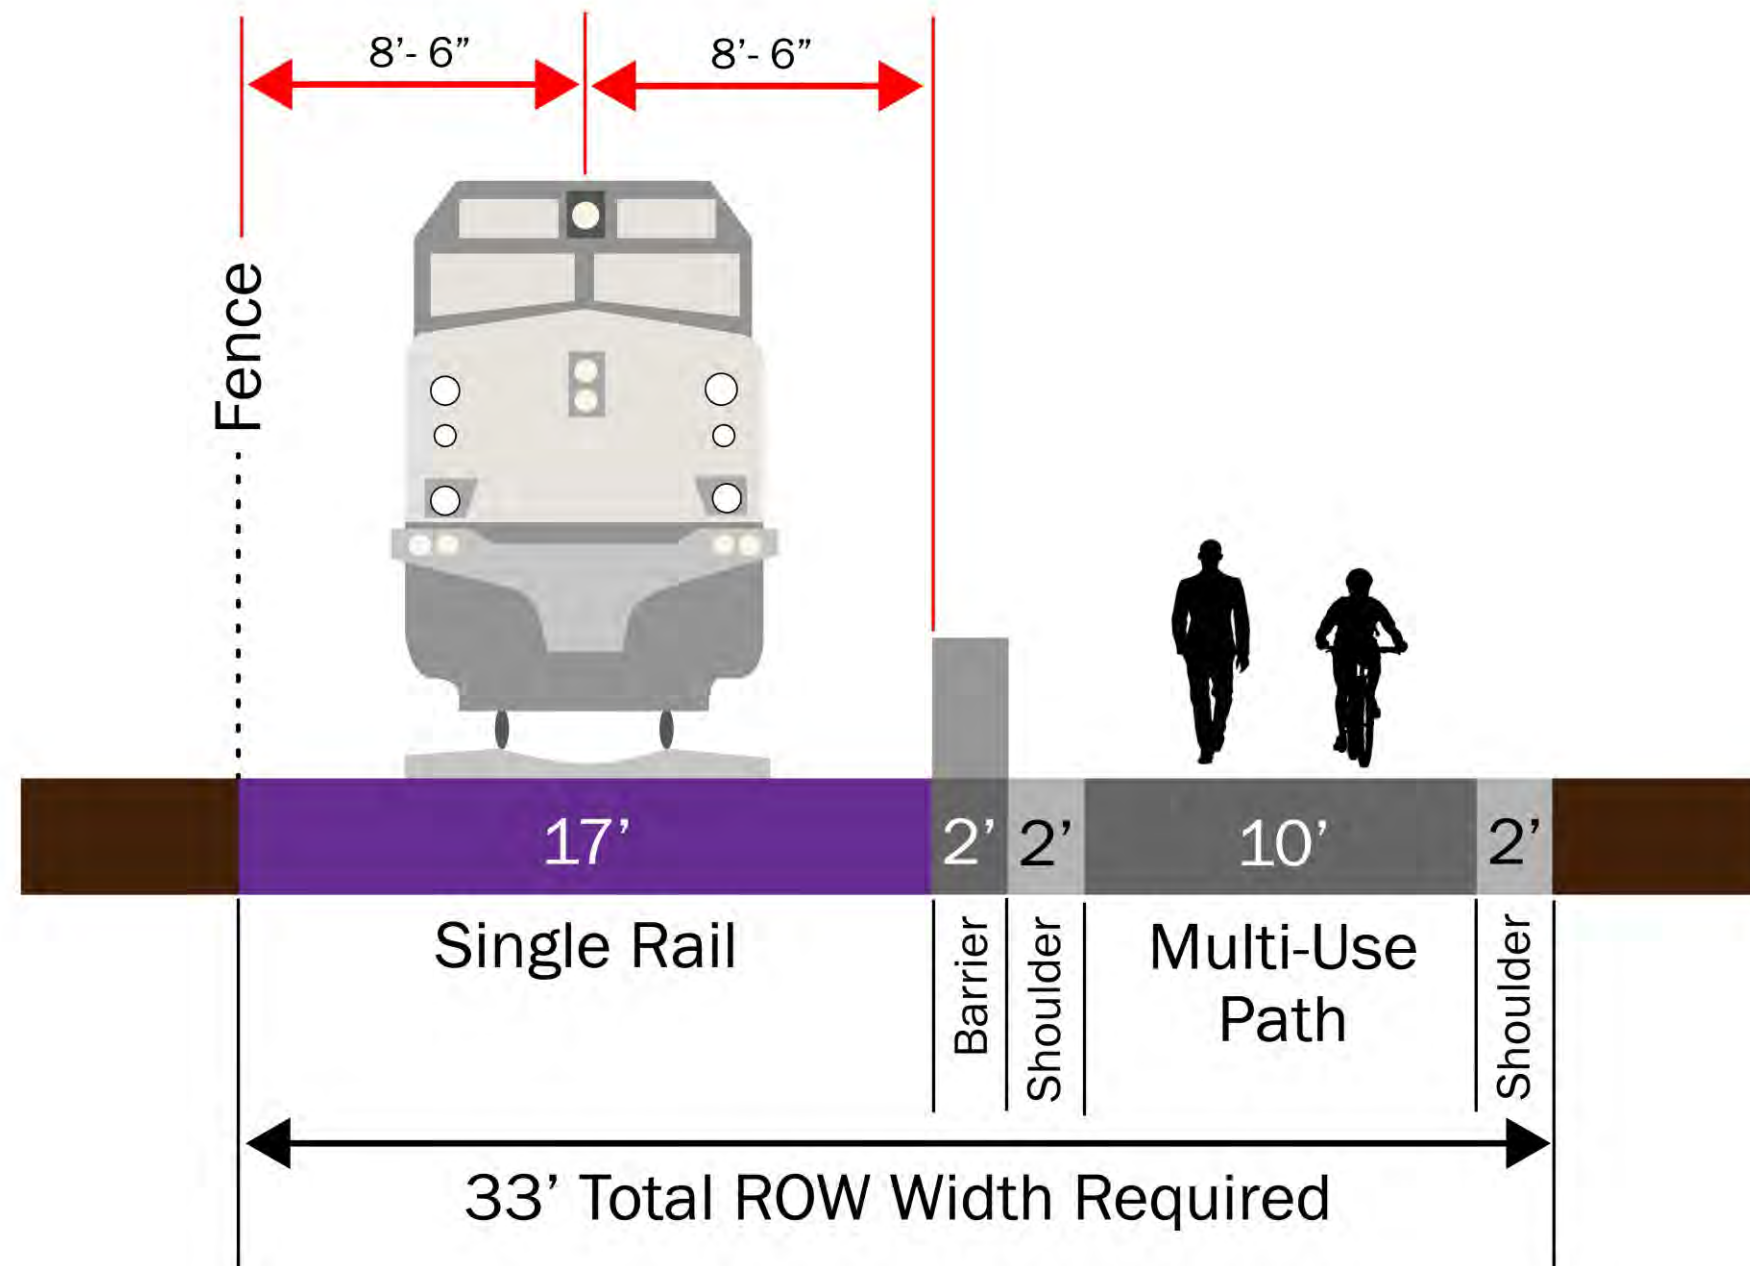 8’- 6”
8’- 6”
Fence
17’
2’
2’
10’
2’
Single Rail
Barrier
Shoulder
Multi-Use
Path
Shoulder
33’ Total ROW Width Required